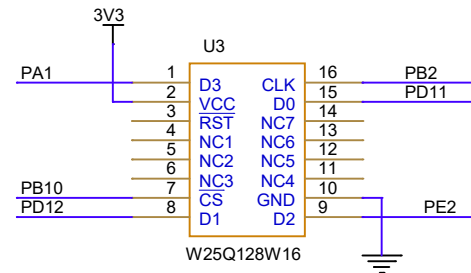 3V3
U3
PA1 1 D3 CLK 16 PB2
2 VCC D0 15 PD11
3 RST NC7 14
4 NC1 NC6 13
5 NC2 NC5 12
6 NC3 NC4 11
PB10 7 CS GND 10
PD12 8 D1 D2 9 PE2
W25Q128W16